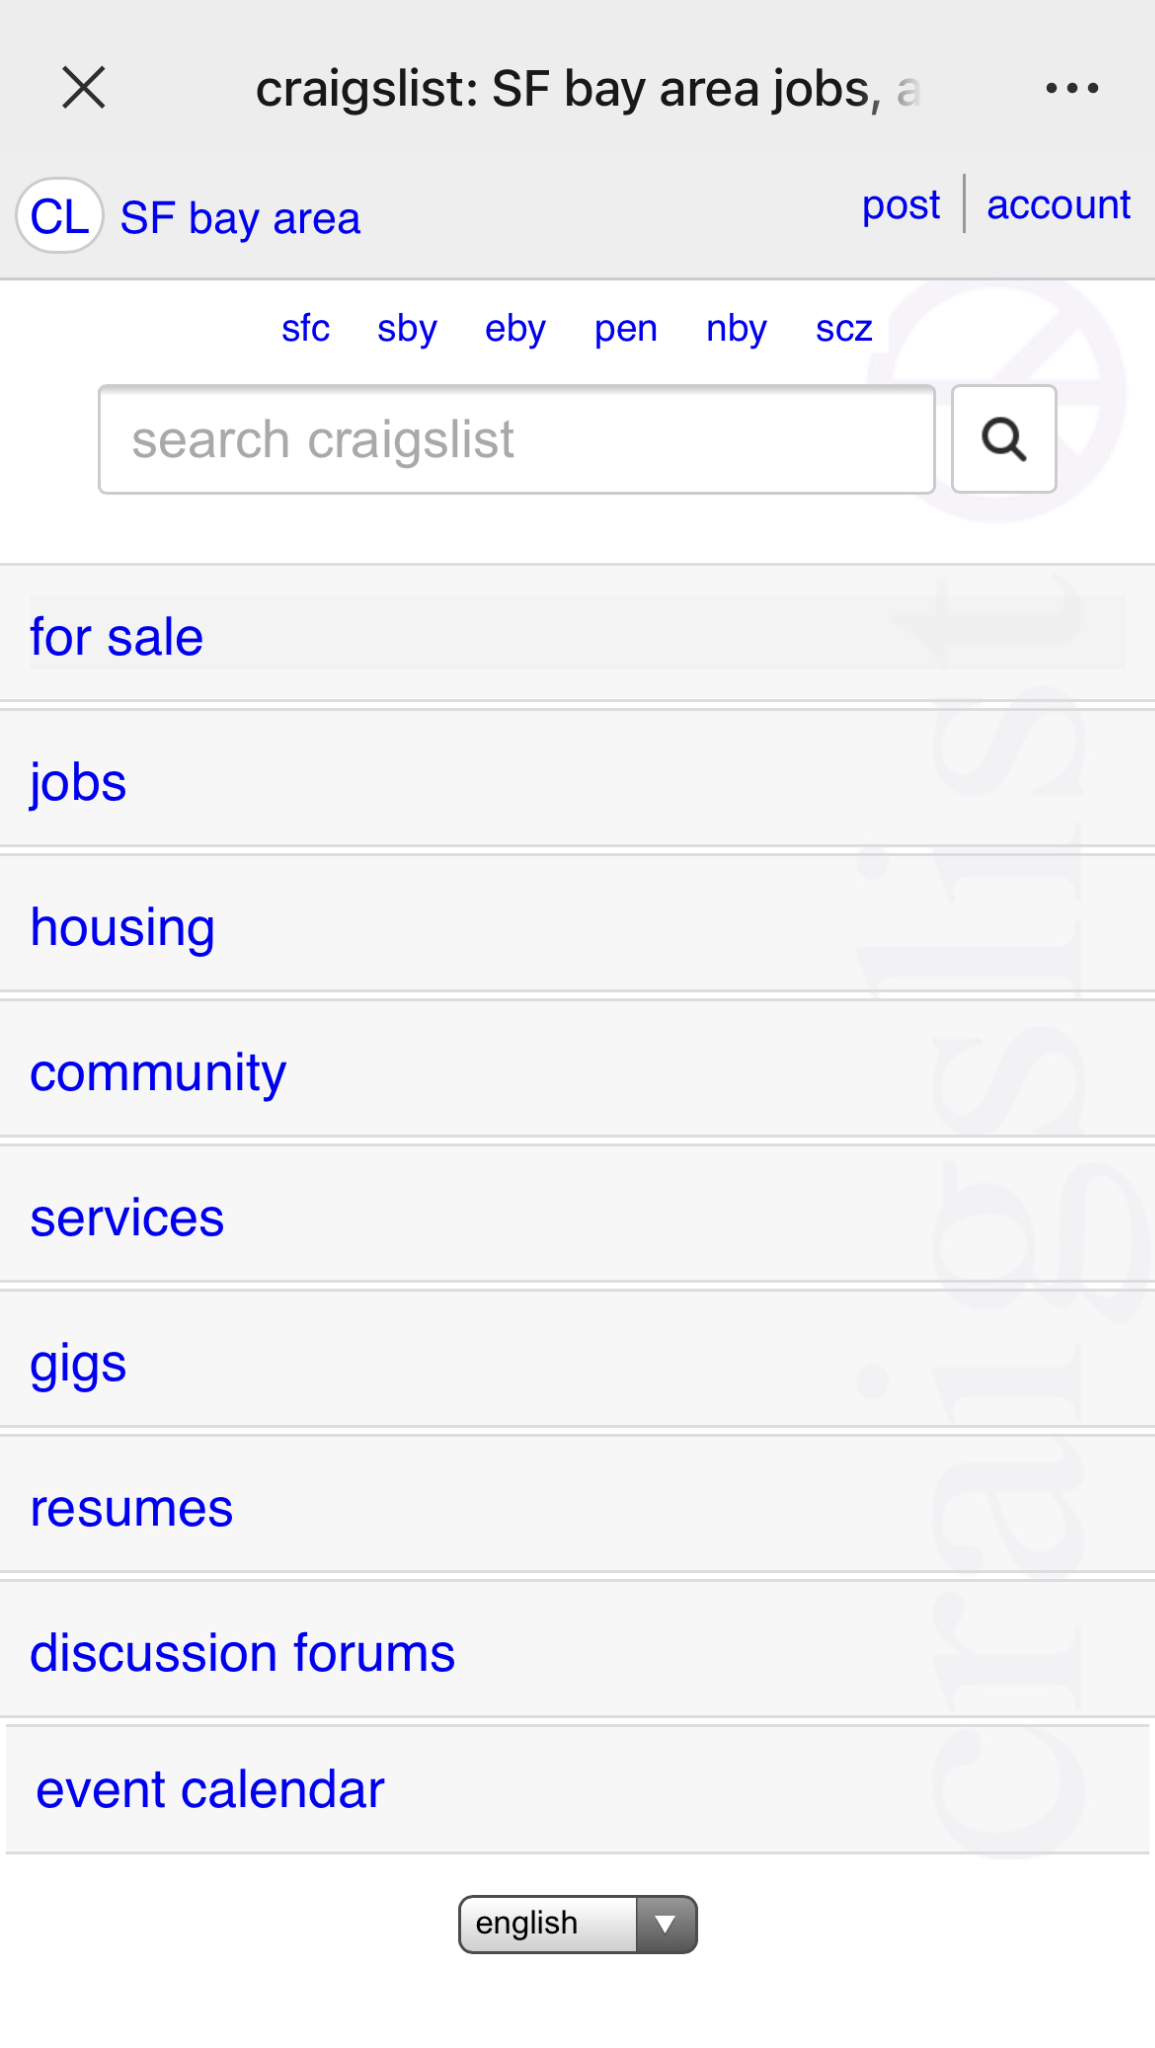 craigslist: SF bay area jobs, a
CL SF bay area post account
sfc sby eby pen nby scz
search craigslist
for sale
jobs
housing
community
services
gigs
resumes
discussion forums
event calendar
english
craigslist